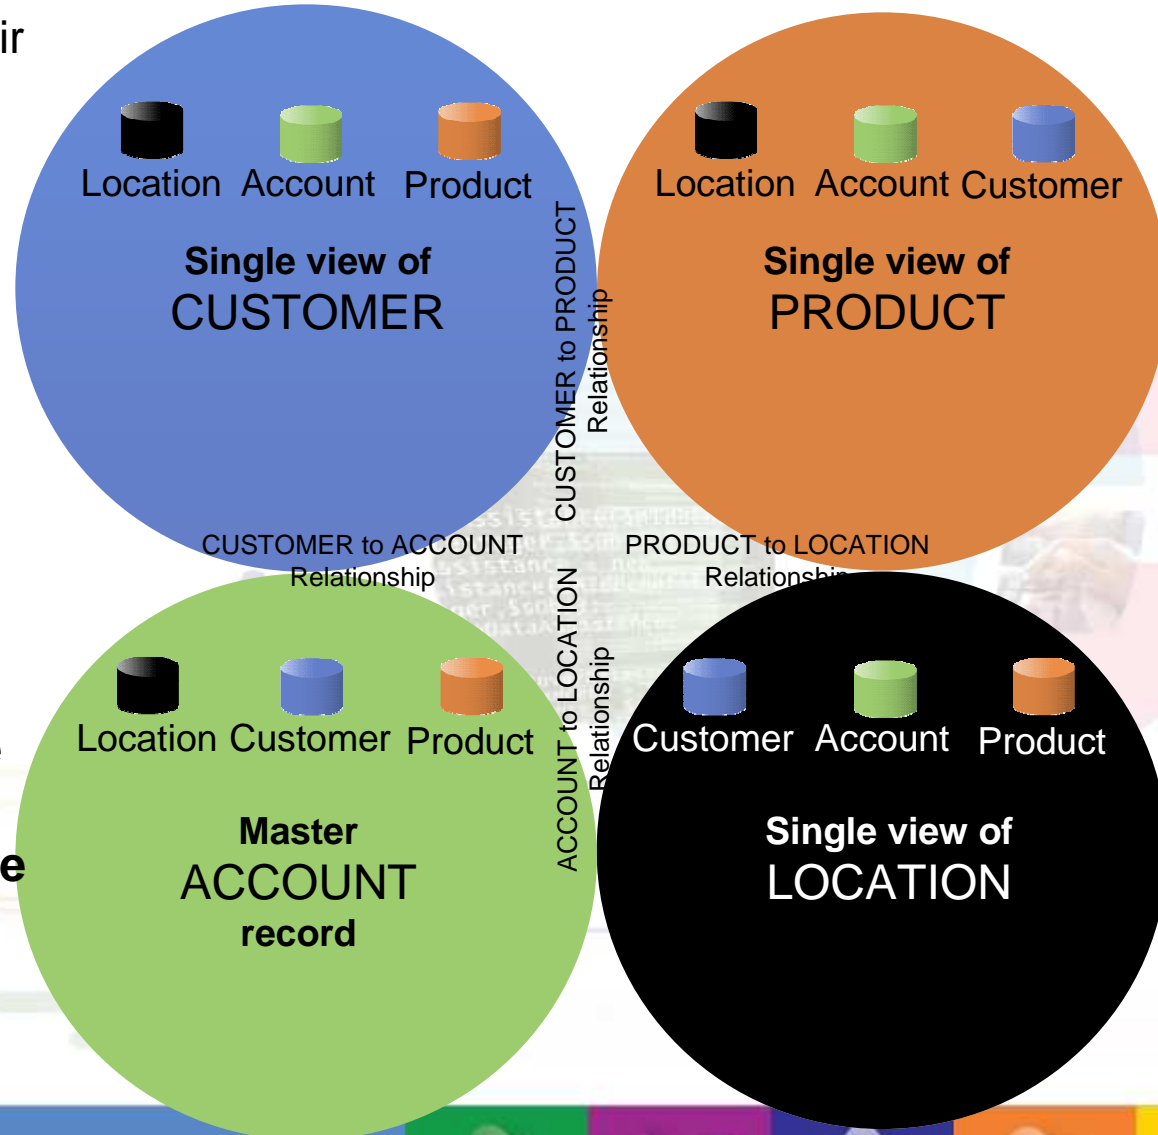 ir
Location Account Product
Single view of
CUSTOMER
Location Account Customer
Single view of
PRODUCT
CUSTOMER to PRODUCT
Relationship
CUSTOMER to ACCOUNT
Relationship
PRODUCT to LOCATION
Relationship
ACCOUNT to LOCATION
Relationship
Location Customer Product
Master
ACCOUNT
record
Customer Account Product
Single view of
LOCATION
e